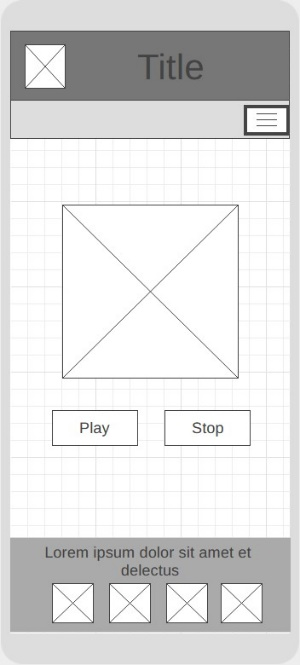 Title
Play
Stop
Lorem ipsum dolor sit amet et
delectus